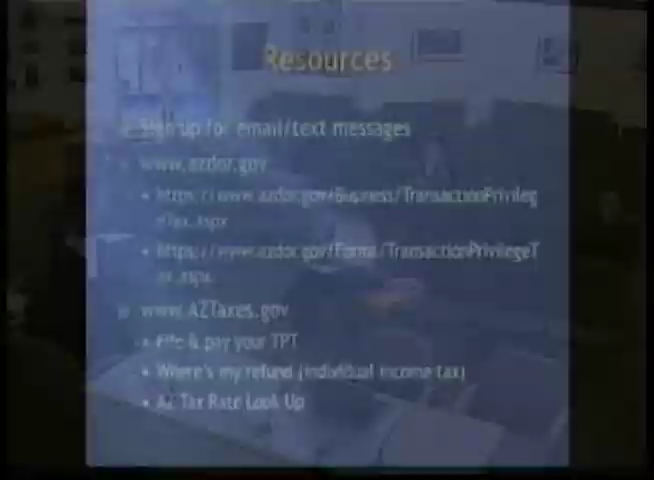 Resources
Sign up for email/text messages
www.azdor.gov
https://www.azdor.gov/Business/TransactionPrivileg
eTax.aspx
https://www.azdor.gov/Forms/TransactionPrivilegeT
ax.aspx
www.AZTaxes.gov
File & pay your TPT
Where's my refund (individual income tax)
AZ Tax Rate Look Up